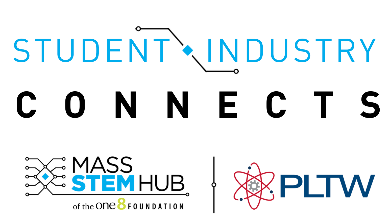 STUDENT INDUSTRY
CONNECTS
MASS
STEM HUB
of the one8 FOUNDATION
PLTW